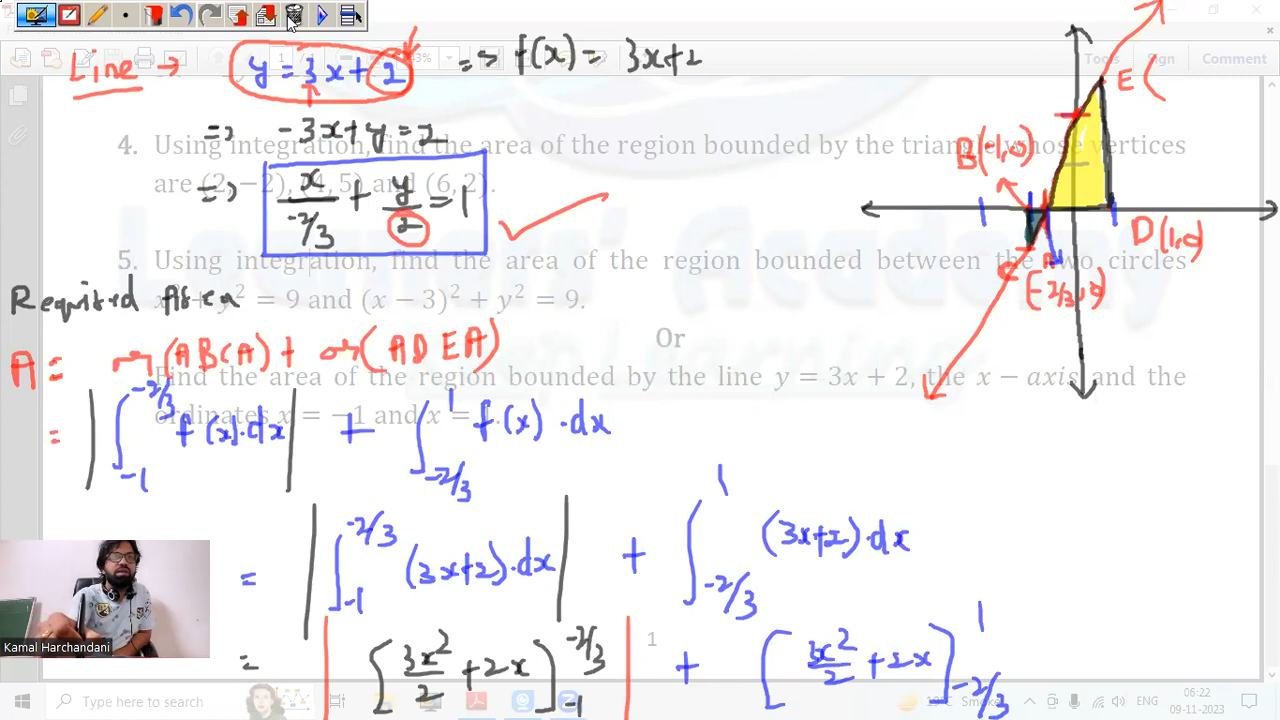 Line → y = 3x + 2 => f(x) = 3x+2
Tools Sign Comment
=> -3x+y=2
E (
4. Using integration, find the area of the region bounded by the triangle whose vertices
are (2, −2), (4, 5) and (6, 2).
B(-1,0)
=> x/(-2/3) + y/2 = 1
D(1,0)
5. Using integration, find the area of the region bounded between the two circles
C A
(-2/3, 0)
x² + y² = 9 and (x − 3)² + y² = 9.
Required Area
Or
A = ar(ABCA) + ar(ADEA)
Find the area of the region bounded by the line y = 3x + 2, the x − axis and the
ordinates x = −1 and x =
= | ∫_{-1}^{-2/3} f(x).dx | + ∫_{-2/3}^{1} f(x).dx
= | ∫_{-1}^{-2/3} (3x+2).dx | + ∫_{-2/3}^{1} (3x+2).dx
= | [3x²/2 + 2x]_{-1}^{-2/3} | + [3x²/2 + 2x]_{-2/3}^{1}
1
Kamal Harchandani
Type here to search
ENG
06:22
09-11-2023